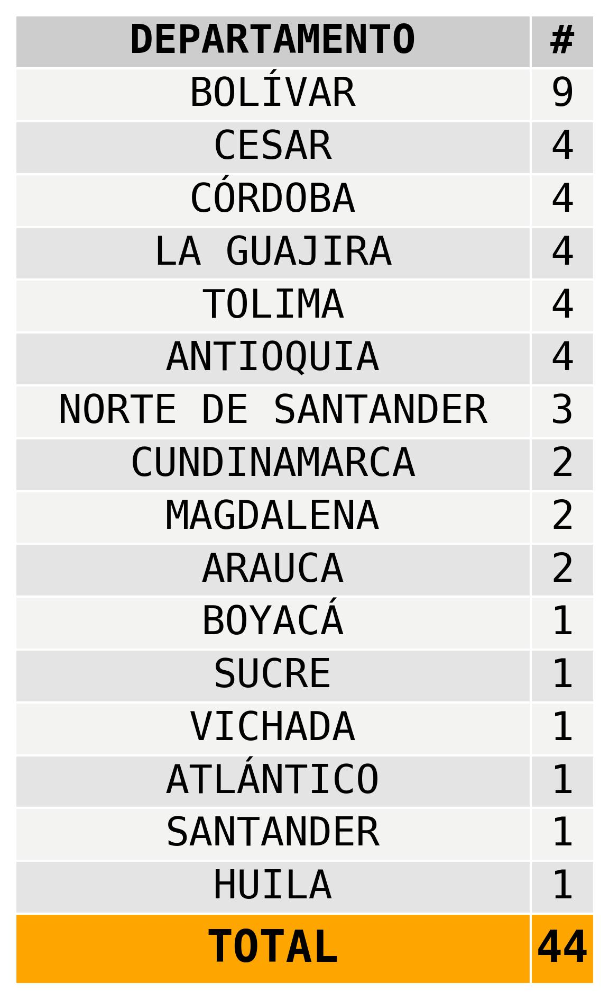 DEPARTAMENTO #
BOLÍVAR 9
CESAR 4
CÓRDOBA 4
LA GUAJIRA 4
TOLIMA 4
ANTIOQUIA 4
NORTE DE SANTANDER 3
CUNDINAMARCA 2
MAGDALENA 2
ARAUCA 2
BOYACÁ 1
SUCRE 1
VICHADA 1
ATLÁNTICO 1
SANTANDER 1
HUILA 1
TOTAL 44